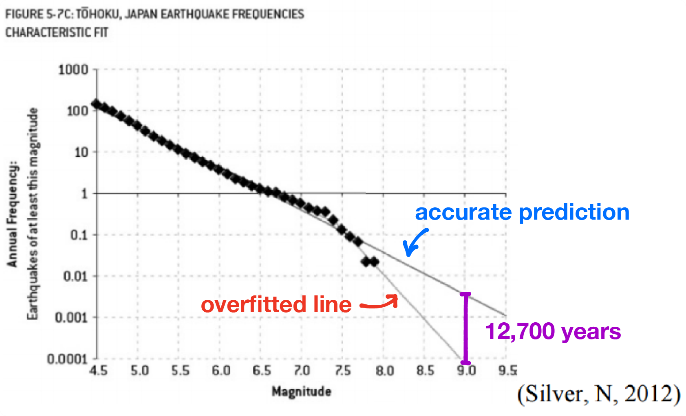 FIGURE 5-7C: TŌHOKU, JAPAN EARTHQUAKE FREQUENCIES
CHARACTERISTIC FIT
Annual Frequency:
Earthquakes of at least this magnitude
1000
100
10
1
0.1
0.01
0.001
0.0001
accurate prediction
overfitted line
12,700 years
4.5 5.0 5.5 6.0 6.5 7.0 7.5 8.0 8.5 9.0 9.5
Magnitude
(Silver, N, 2012)